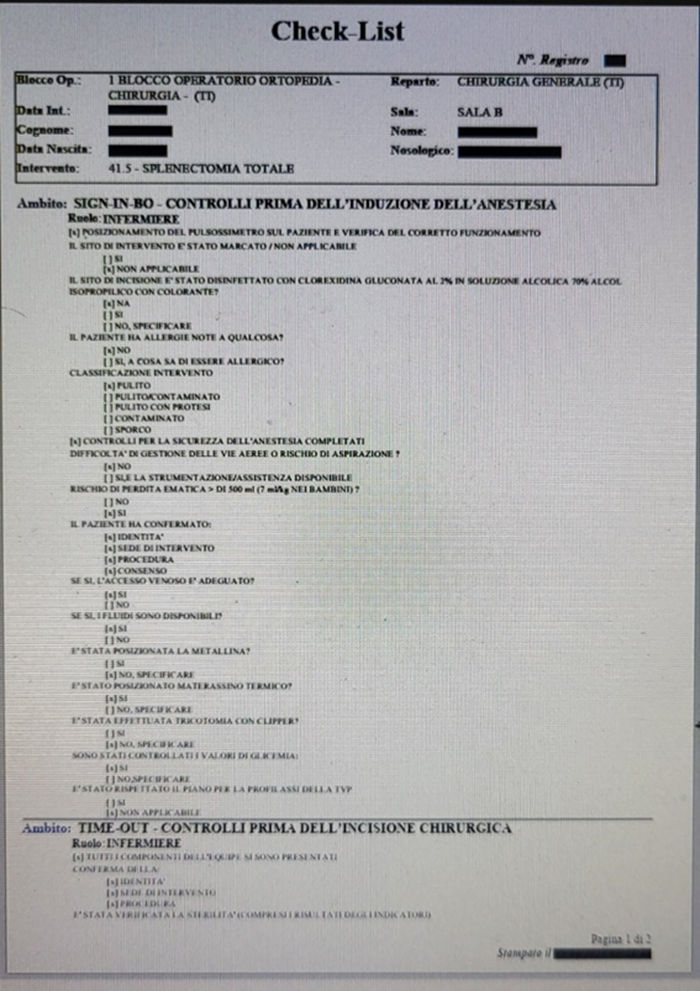 Check-List
N°. Registro
Blocco Op.: 1 BLOCCO OPERATORIO ORTOPEDIA - Reparto: CHIRURGIA GENERALE (TI)
CHIRURGIA - (TI)
Data Int.: Sala: SALA B
Cognome: Nome:
Data Nascita: Nosologico:
Intervento: 41.5 - SPLENECTOMIA TOTALE
Ambito: SIGN-IN-BO - CONTROLLI PRIMA DELL'INDUZIONE DELL'ANESTESIA
Ruolo: INFERMIERE
[x] POSIZIONAMENTO DEL PULSOSSIMETRO SUL PAZIENTE E VERIFICA DEL CORRETTO FUNZIONAMENTO
IL SITO DI INTERVENTO E' STATO MARCATO / NON APPLICABILE
[ ] SI
[x] NON APPLICABILE
IL SITO DI INCISIONE E' STATO DISINFETTATO CON CLOREXIDINA GLUCONATA AL 2% IN SOLUZIONE ALCOLICA 70% ALCOL
ISOPROPILICO CON COLORANTE?
[x] NA
[ ] SI
[ ] NO, SPECIFICARE
IL PAZIENTE HA ALLERGIE NOTE A QUALCOSA?
[x] NO
[ ] SI, A COSA SA DI ESSERE ALLERGICO?
CLASSIFICAZIONE INTERVENTO
[x] PULITO
[ ] PULITO/CONTAMINATO
[ ] PULITO CON PROTESI
[ ] CONTAMINATO
[ ] SPORCO
[x] CONTROLLI PER LA SICUREZZA DELL'ANESTESIA COMPLETATI
DIFFICOLTA' DI GESTIONE DELLE VIE AEREE O RISCHIO DI ASPIRAZIONE ?
[x] NO
[ ] SI, E LA STRUMENTAZIONE/ASSISTENZA DISPONIBILE
RISCHIO DI PERDITA EMATICA > DI 500 ml (7 ml/kg NEI BAMBINI) ?
[ ] NO
[x] SI
IL PAZIENTE HA CONFERMATO:
[x] IDENTITA'
[x] SEDE DI INTERVENTO
[x] PROCEDURA
[x] CONSENSO
SE SI, L'ACCESSO VENOSO E' ADEGUATO?
[x] SI
[ ] NO
SE SI, I FLUIDI SONO DISPONIBILI?
[x] SI
[ ] NO
E' STATA POSIZIONATA LA METALLINA?
[ ] SI
[x] NO, SPECIFICARE
E' STATO POSIZIONATO MATERASSINO TERMICO?
[x] SI
[ ] NO, SPECIFICARE
E' STATA EFFETTUATA TRICOTOMIA CON CLIPPER?
[ ] SI
[x] NO, SPECIFICARE
SONO STATI CONTROLLATI I VALORI DI GLICEMIA:
[x] SI
[ ] NO,SPECIFICARE
E' STATO RISPETTATO IL PIANO PER LA PROFILASSI DELLA TVP
[ ] SI
[x] NON APPLICABILE
Ambito: TIME-OUT - CONTROLLI PRIMA DELL'INCISIONE CHIRURGICA
Ruolo: INFERMIERE
[x] TUTTI I COMPONENTI DELL'EQUIPE SI SONO PRESENTATI
CONFERMA DELLA:
[x] IDENTITA'
[x] SEDE DI INTERVENTO
[x] PROCEDURA
E' STATA VERIFICATA LA STERILITA' (COMPRESI I RISULTATI DEGLI INDICATORI)
Pagina 1 di 2
Stampato il